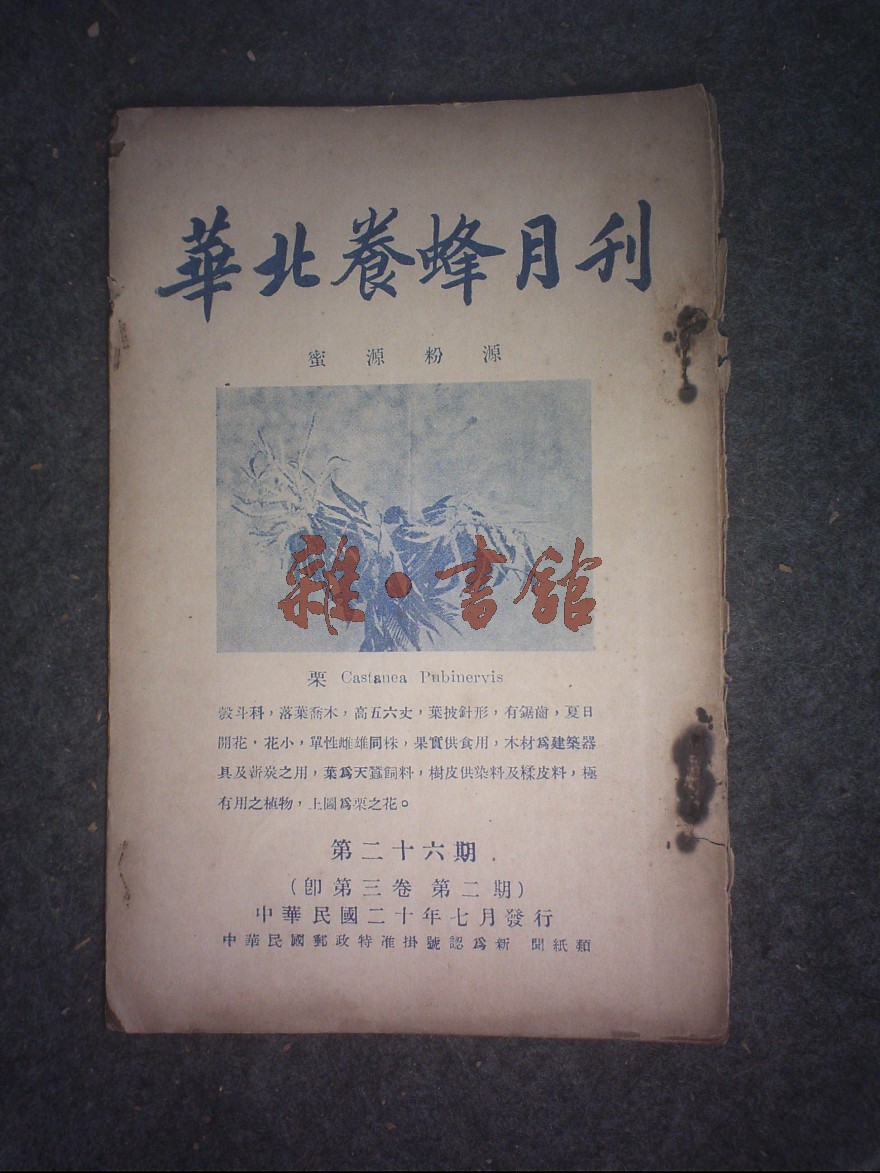 華北養蜂月刊
蜜源粉源
雜·書館
栗 Castanea Pubinervis
殼斗科，落葉喬木，高五六丈，葉披針形，有鋸齒，夏日
開花，花小，單性雌雄同株，果實供食用，木材爲建築器
具及薪炭之用，葉爲天蠶飼料，樹皮供染料及糅皮料，極
有用之植物，上圖爲栗之花。
第二十六期
（卽第三卷 第二期）
中華民國二十年七月發行
中華民國郵政特准掛號認爲新 聞紙類